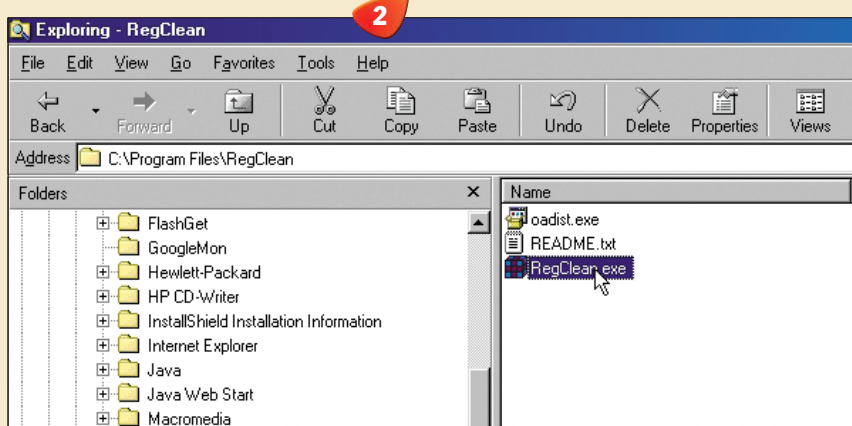 2
Exploring - RegClean
File Edit View Go Favorites Tools Help
Back Forward Up Cut Copy Paste Undo Delete Properties Views
Address C:\Program Files\RegClean
Folders x
Name
FlashGet
GoogleMon
Hewlett-Packard
HP CD-Writer
InstallShield Installation Information
Internet Explorer
Java
Java Web Start
Macromedia
oadist.exe
README.txt
RegClean.exe